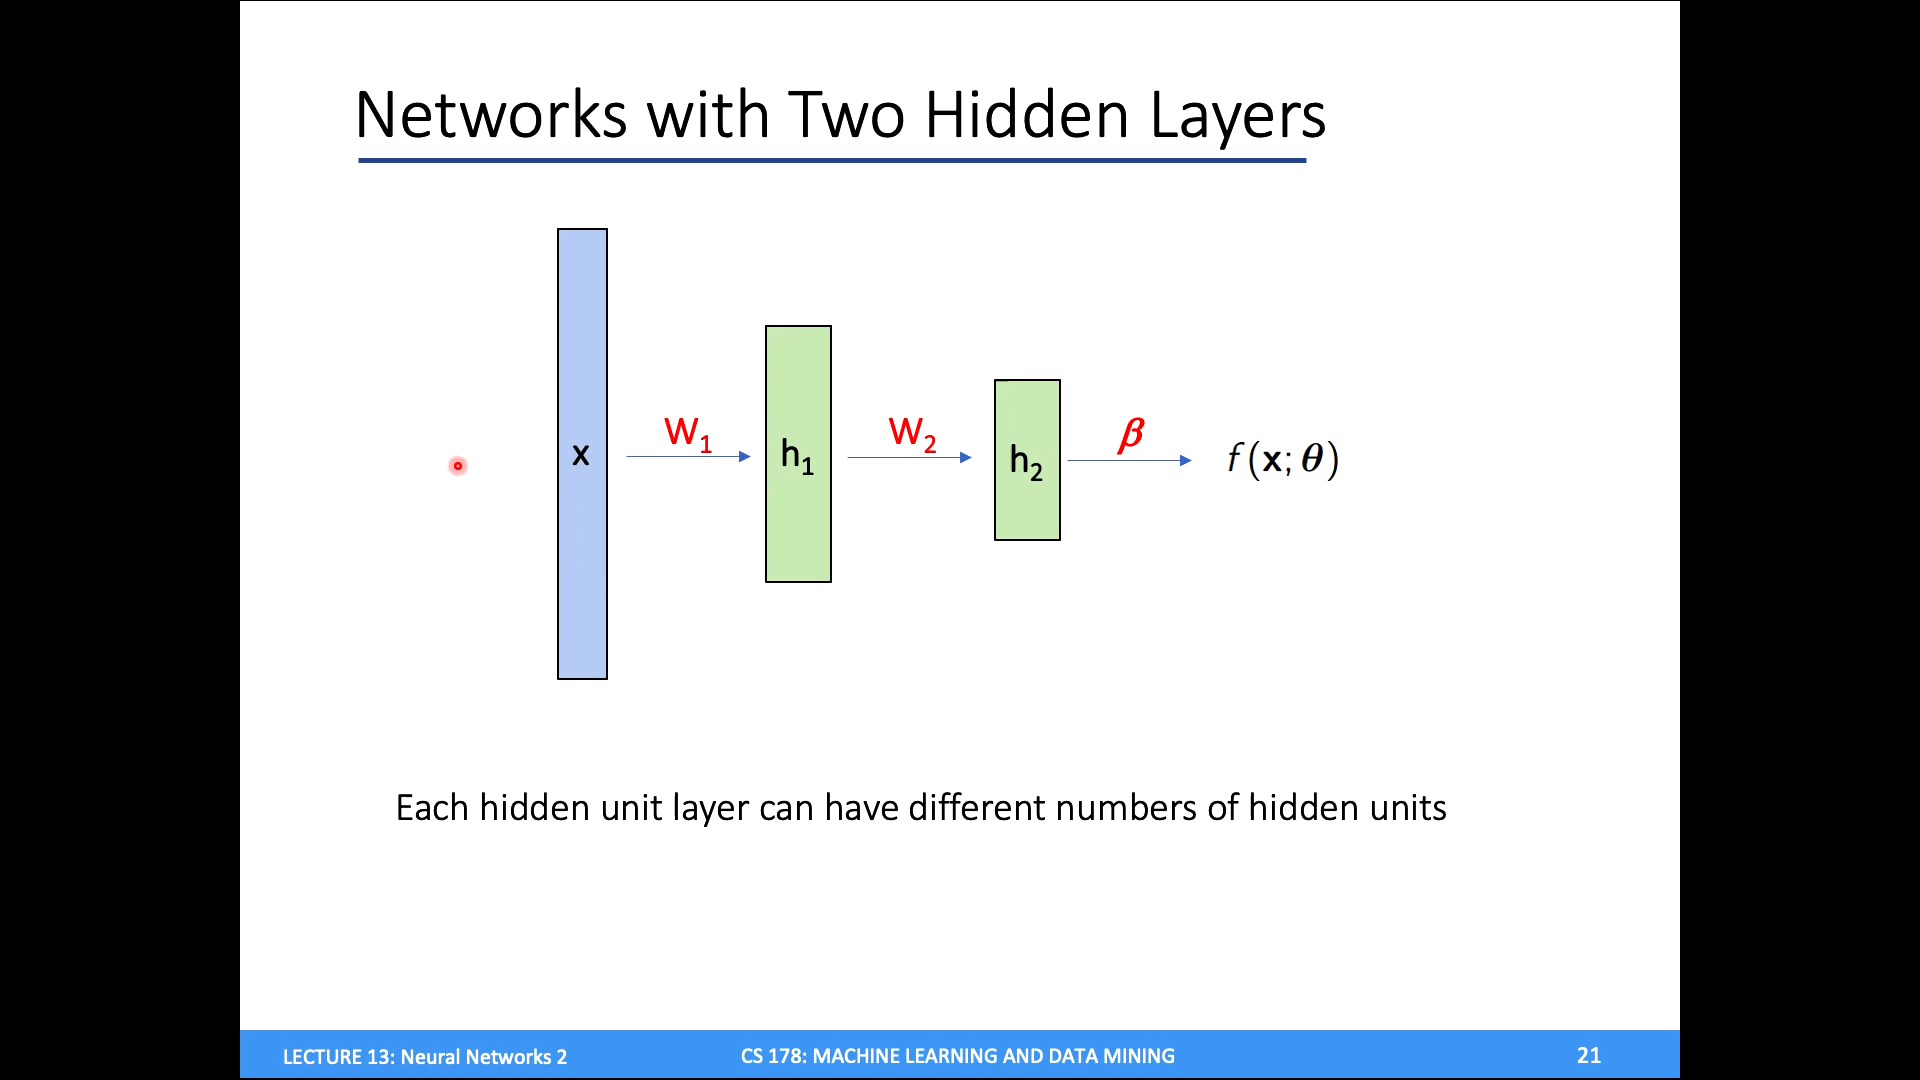 Networks with Two Hidden Layers
x
W₁
h₁
W₂
h₂
β
f(x; θ)
Each hidden unit layer can have different numbers of hidden units
LECTURE 13: Neural Networks 2
CS 178: MACHINE LEARNING AND DATA MINING
21